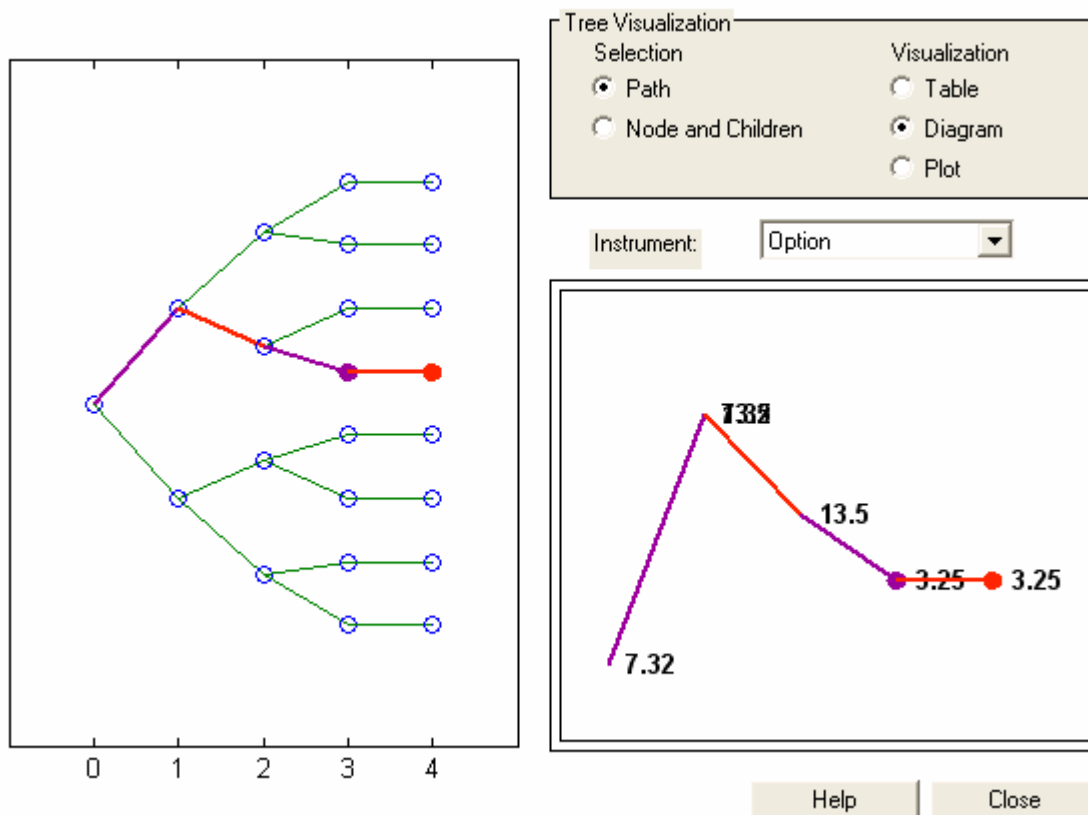 Tree Visualization
Selection
Visualization
Path
Table
Node and Children
Diagram
Plot
Instrument:
Option
13.5
3.25
3.25
7.32
0 1 2 3 4
Help
Close